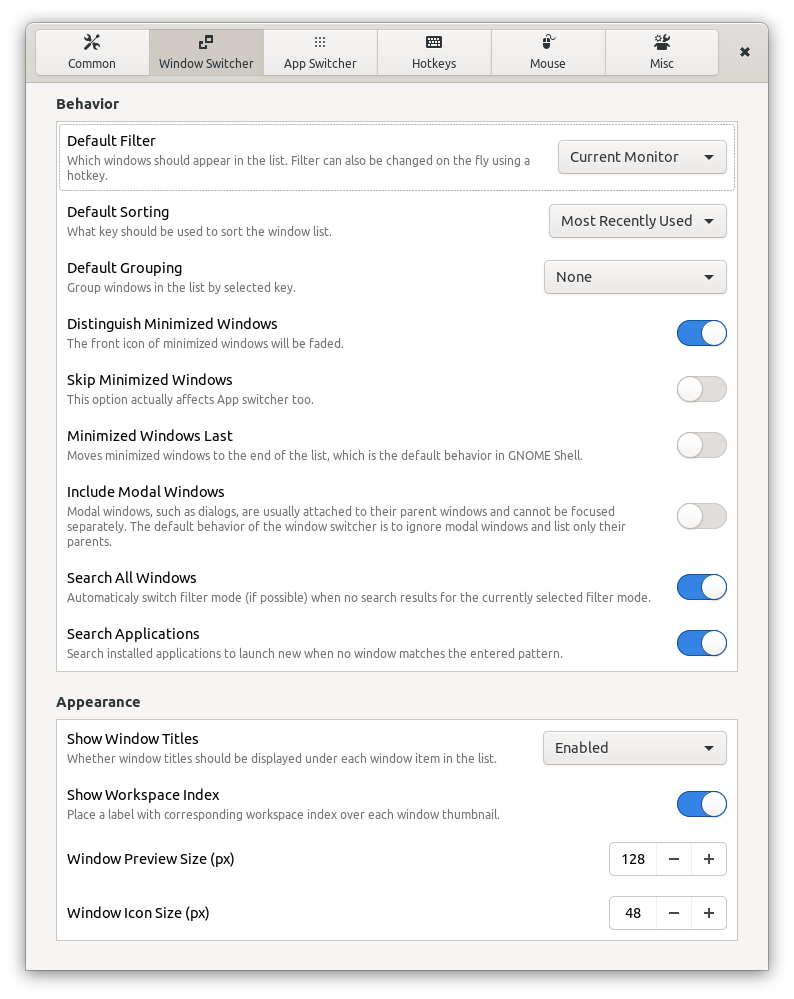 Common
Window Switcher
App Switcher
Hotkeys
Mouse
Misc
Behavior
Default Filter
Which windows should appear in the list. Filter can also be changed on the fly using a
hotkey.
Current Monitor
Default Sorting
What key should be used to sort the window list.
Most Recently Used
Default Grouping
Group windows in the list by selected key.
None
Distinguish Minimized Windows
The front icon of minimized windows will be faded.
Skip Minimized Windows
This option actually affects App switcher too.
Minimized Windows Last
Moves minimized windows to the end of the list, which is the default behavior in GNOME Shell.
Include Modal Windows
Modal windows, such as dialogs, are usually attached to their parent windows and cannot be focused
separately. The default behavior of the window switcher is to ignore modal windows and list only their
parents.
Search All Windows
Automaticaly switch filter mode (if possible) when no search results for the currently selected filter mode.
Search Applications
Search installed applications to launch new when no window matches the entered pattern.
Appearance
Show Window Titles
Whether window titles should be displayed under each window item in the list.
Enabled
Show Workspace Index
Place a label with corresponding workspace index over each window thumbnail.
Window Preview Size (px)
128 − +
Window Icon Size (px)
48 − +